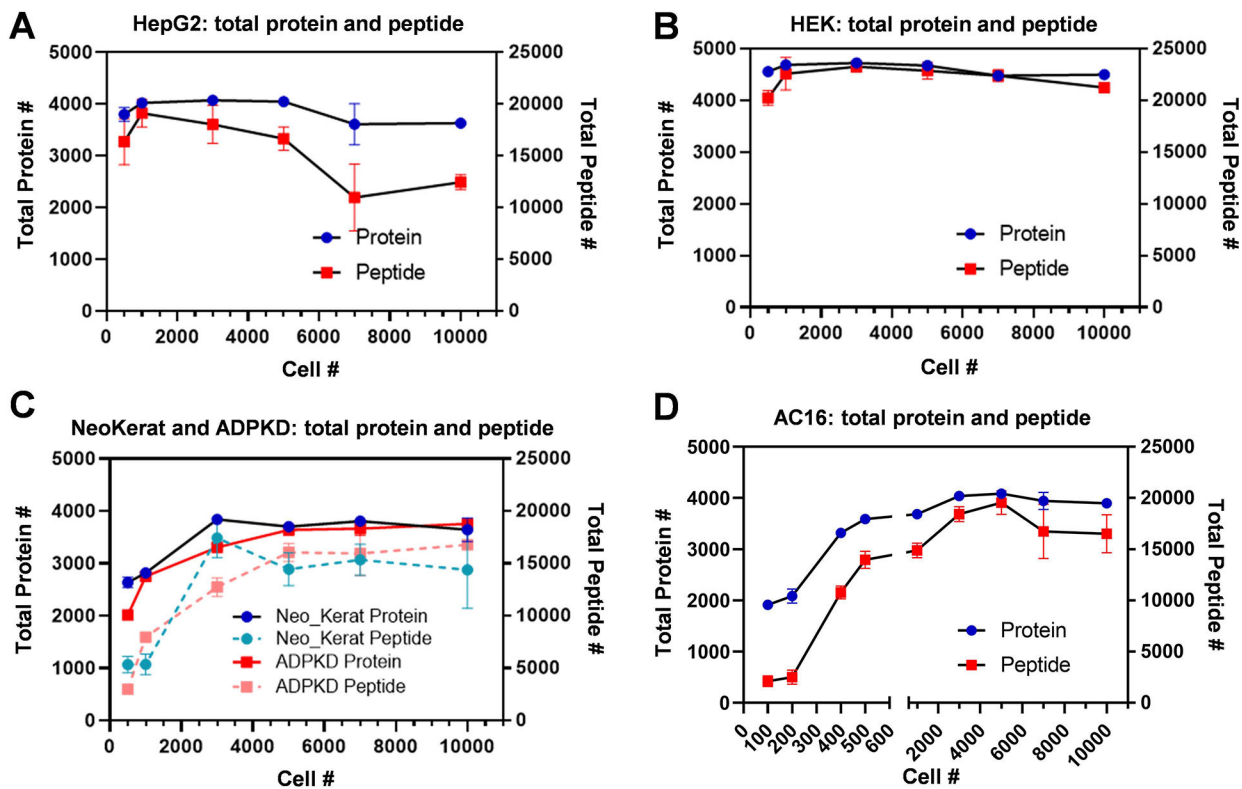 A
HepG2: total protein and peptide
Total Protein #
5000
4000
3000
2000
1000
0
25000
20000
15000
10000
5000
0
Total Peptide #
Protein
Peptide
0 2000 4000 6000 8000 10000
Cell #
B
HEK: total protein and peptide
Total Protein #
5000
4000
3000
2000
1000
0
25000
20000
15000
10000
5000
0
Total Peptide #
Protein
Peptide
0 2000 4000 6000 8000 10000
Cell #
C
NeoKerat and ADPKD: total protein and peptide
Total Protein #
5000
4000
3000
2000
1000
0
25000
20000
15000
10000
5000
0
Total Peptide #
Neo_Kerat Protein
Neo_Kerat Peptide
ADPKD Protein
ADPKD Peptide
0 2000 4000 6000 8000 10000
Cell #
D
AC16: total protein and peptide
Total Protein #
5000
4000
3000
2000
1000
0
25000
20000
15000
10000
5000
0
Total Peptide #
Protein
Peptide
0 100 200 300 400 500 600 2000 4000 6000 8000 10000
Cell #